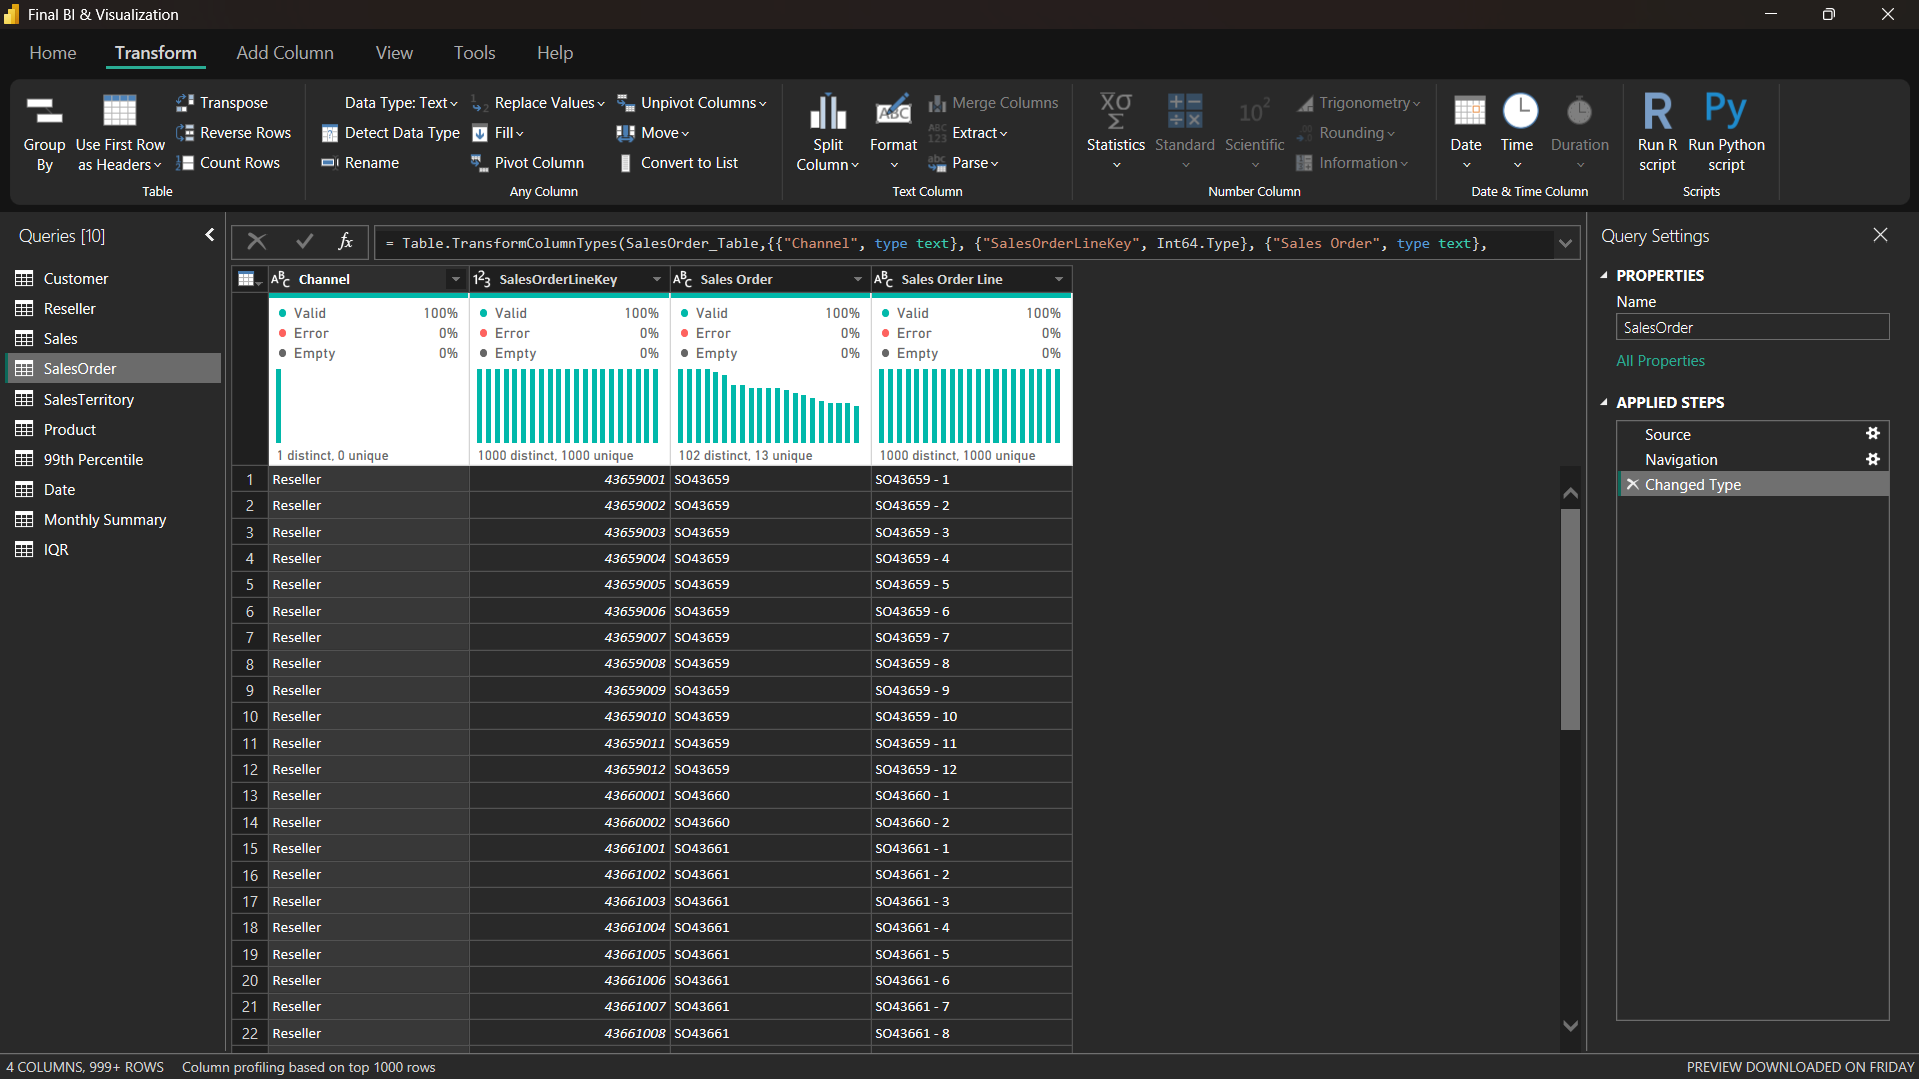 Final BI & Visualization
Home Transform Add Column View Tools Help
Group By
Use First Row as Headers
Transpose
Reverse Rows
Count Rows
Table
Data Type: Text
Detect Data Type
Rename
Replace Values
Fill
Pivot Column
Unpivot Columns
Move
Convert to List
Any Column
Split Column
ABC
Format
Merge Columns
ABC 123
Extract
abc
Parse
Text Column
XΟ Σ
Statistics
Standard
10²
Scientific
Trigonometry
Rounding
Information
Number Column
Date
Time
Duration
Date & Time Column
R
Run R script
Py
Run Python script
Scripts
Queries [10]
Customer
Reseller
Sales
SalesOrder
SalesTerritory
Product
99th Percentile
Date
Monthly Summary
IQR
fx = Table.TransformColumnTypes(SalesOrder_Table,{{"Channel", type text}, {"SalesOrderLineKey", Int64.Type}, {"Sales Order", type text},
ABC Channel 123 SalesOrderLineKey ABC Sales Order ABC Sales Order Line
Valid 100% Valid 100% Valid 100% Valid 100%
Error 0% Error 0% Error 0% Error 0%
Empty 0% Empty 0% Empty 0% Empty 0%
1 distinct, 0 unique 1000 distinct, 1000 unique 102 distinct, 13 unique 1000 distinct, 1000 unique
1 Reseller 43659001 SO43659 SO43659 - 1
2 Reseller 43659002 SO43659 SO43659 - 2
3 Reseller 43659003 SO43659 SO43659 - 3
4 Reseller 43659004 SO43659 SO43659 - 4
5 Reseller 43659005 SO43659 SO43659 - 5
6 Reseller 43659006 SO43659 SO43659 - 6
7 Reseller 43659007 SO43659 SO43659 - 7
8 Reseller 43659008 SO43659 SO43659 - 8
9 Reseller 43659009 SO43659 SO43659 - 9
10 Reseller 43659010 SO43659 SO43659 - 10
11 Reseller 43659011 SO43659 SO43659 - 11
12 Reseller 43659012 SO43659 SO43659 - 12
13 Reseller 43660001 SO43660 SO43660 - 1
14 Reseller 43660002 SO43660 SO43660 - 2
15 Reseller 43661001 SO43661 SO43661 - 1
16 Reseller 43661002 SO43661 SO43661 - 2
17 Reseller 43661003 SO43661 SO43661 - 3
18 Reseller 43661004 SO43661 SO43661 - 4
19 Reseller 43661005 SO43661 SO43661 - 5
20 Reseller 43661006 SO43661 SO43661 - 6
21 Reseller 43661007 SO43661 SO43661 - 7
22 Reseller 43661008 SO43661 SO43661 - 8
Query Settings
PROPERTIES
Name
SalesOrder
All Properties
APPLIED STEPS
Source
Navigation
Changed Type
4 COLUMNS, 999+ ROWS Column profiling based on top 1000 rows PREVIEW DOWNLOADED ON FRIDAY